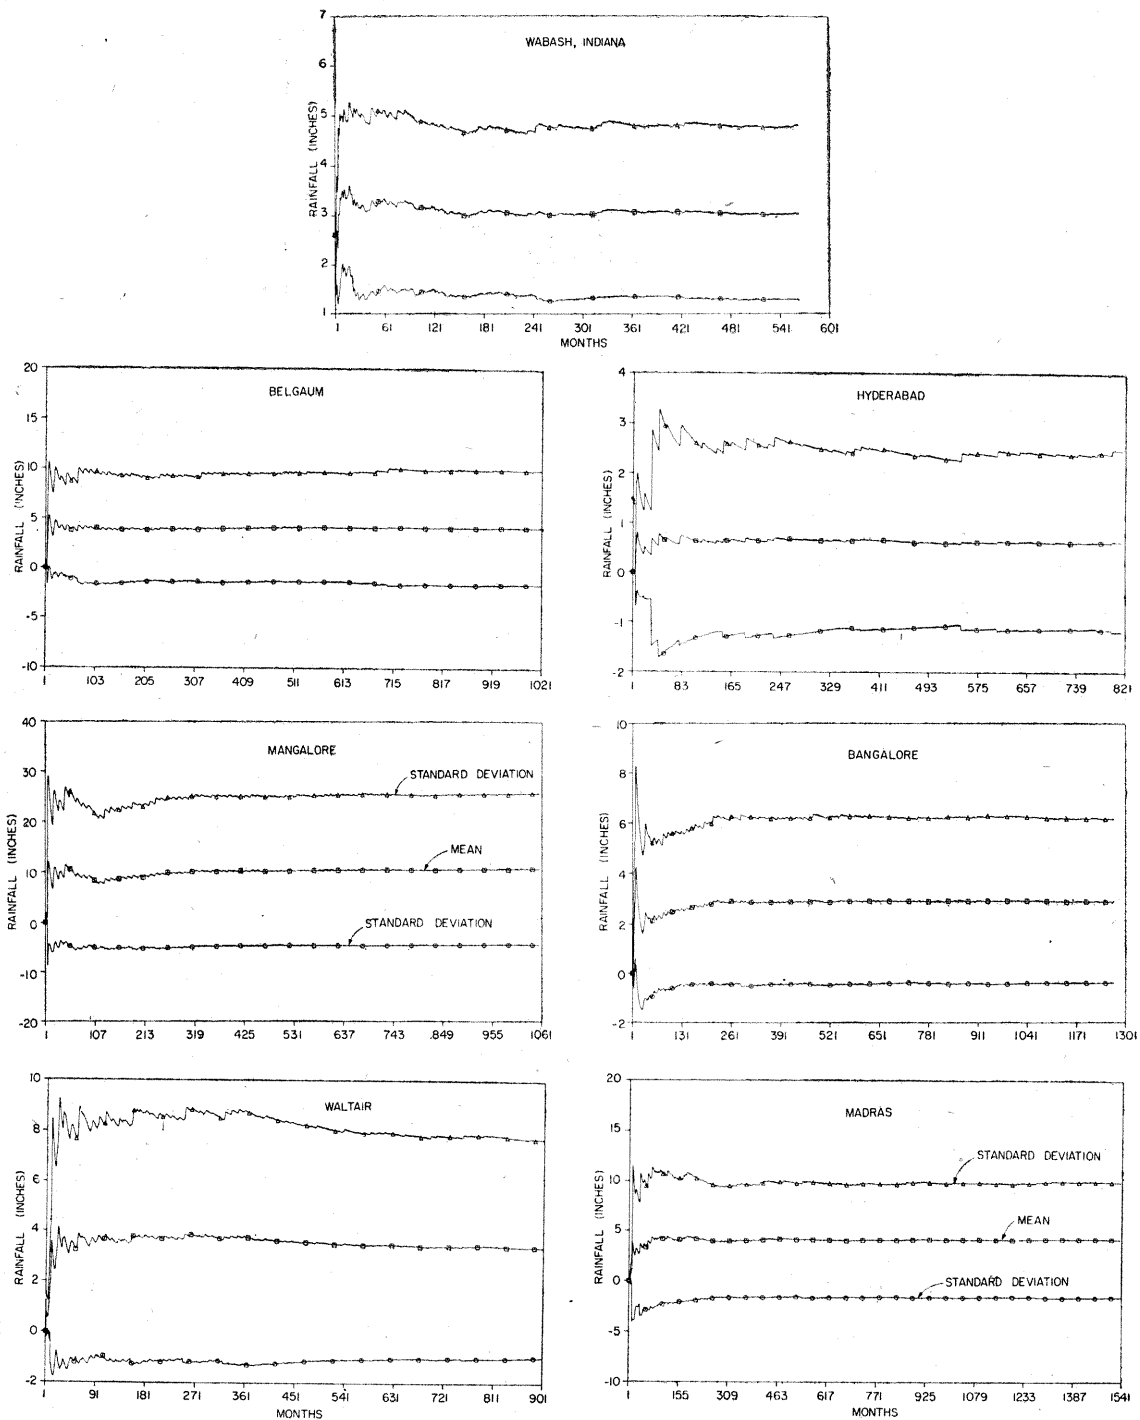 WABASH, INDIANA
RAINFALL (INCHES)
7
6
5
4
3
2
1
1 61 121 181 241 301 361 421 481 541 601
MONTHS
BELGAUM
RAINFALL (INCHES)
20
15
10
5
0
-5
-10
1 103 205 307 409 511 613 715 817 919 1021
HYDERABAD
RAINFALL (INCHES)
4
3
2
1
0
-1
-2
1 83 165 247 329 411 493 575 657 739 821
MANGALORE
STANDARD DEVIATION
MEAN
STANDARD DEVIATION
RAINFALL (INCHES)
40
30
20
10
0
-10
-20
1 107 213 319 425 531 637 743 849 955 1061
BANGALORE
RAINFALL (INCHES)
10
8
6
4
2
0
-2
1 131 261 391 521 651 781 911 1041 1171 1301
WALTAIR
RAINFALL (INCHES)
10
8
6
4
2
0
-2
1 91 181 271 361 451 541 631 721 811 901
MONTHS
MADRAS
STANDARD DEVIATION
MEAN
STANDARD DEVIATION
RAINFALL (INCHES)
20
15
10
5
0
-5
-10
1 155 309 463 617 771 925 1079 1233 1387 1541
MONTHS